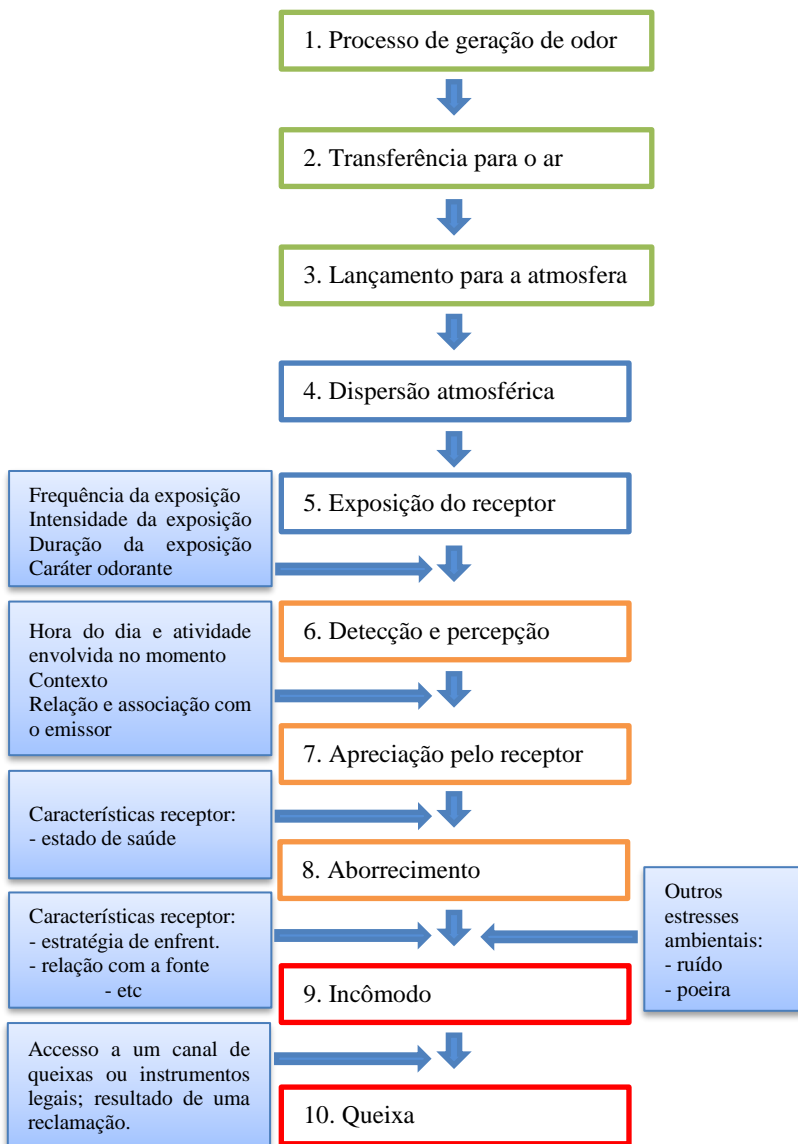 1. Processo de geração de odor
2. Transferência para o ar
3. Lançamento para a atmosfera
4. Dispersão atmosférica
Frequência da exposição
Intensidade da exposição
Duração da exposição
Caráter odorante
5. Exposição do receptor
Hora do dia e atividade
envolvida no momento
Contexto
Relação e associação com
o emissor
6. Detecção e percepção
7. Apreciação pelo receptor
Característicás receptor:
- estado de saúde
8. Aborrecimento
Característicás receptor:
- estratégia de enfrent.
- relação com a fonte
- etc
Outros
estresses
ambientais:
- ruído
- poeira
9. Incômodo
Accesso a um canal de
queixas ou instrumentos
legais; resultado de uma
reclamação.
10. Queixa